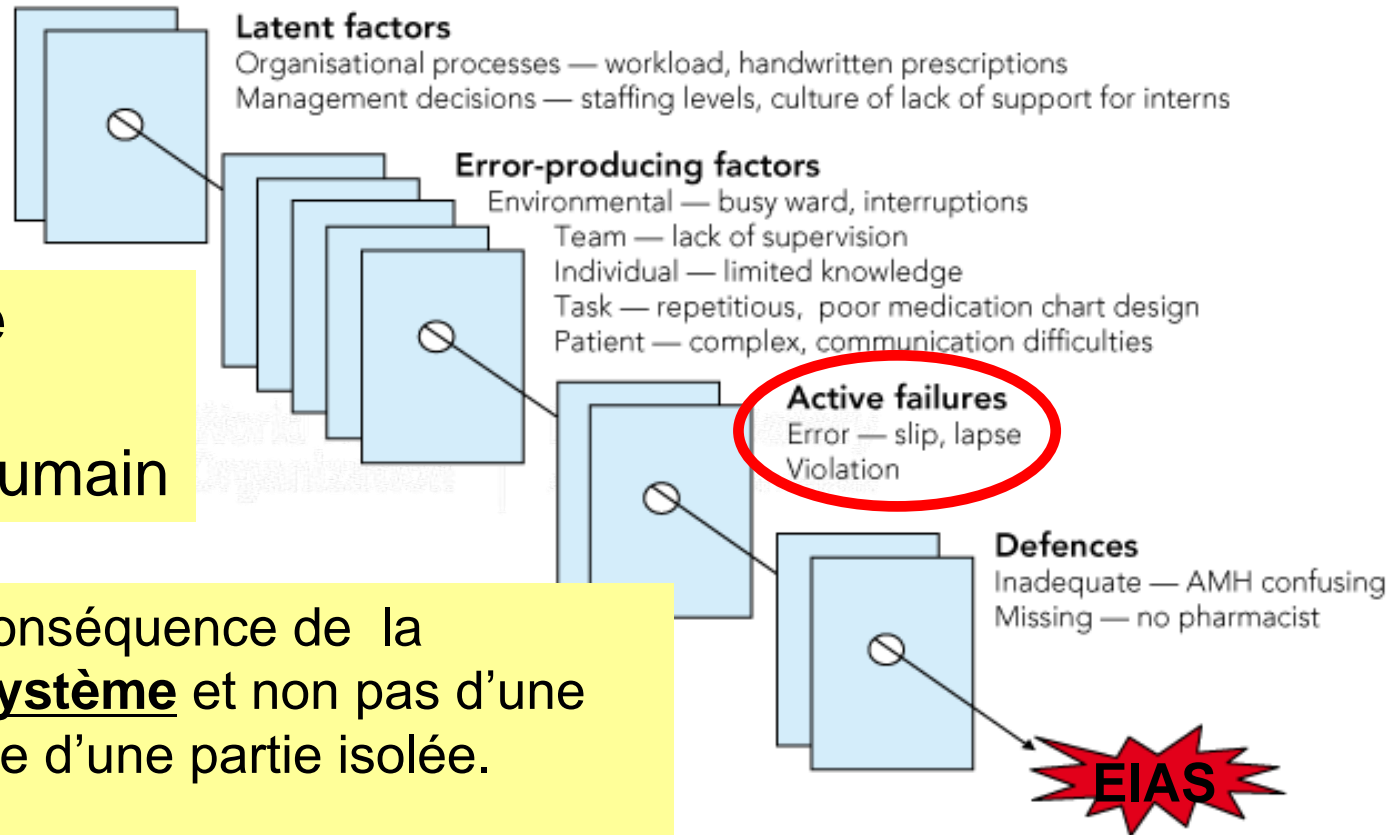 Latent factors
Organisational processes — workload, handwritten prescriptions
Management decisions — staffing levels, culture of lack of support for interns
Error-producing factors
Environmental — busy ward, interruptions
Team — lack of supervision
Individual — limited knowledge
Task — repetitious, poor medication chart design
Patient — complex, communication difficulties
e
umain
Active failures
Error — slip, lapse
Violation
Defences
Inadequate — AMH confusing
Missing — no pharmacist
onséquence de la
ystème et non pas d’une
e d’une partie isolée.
EIAS